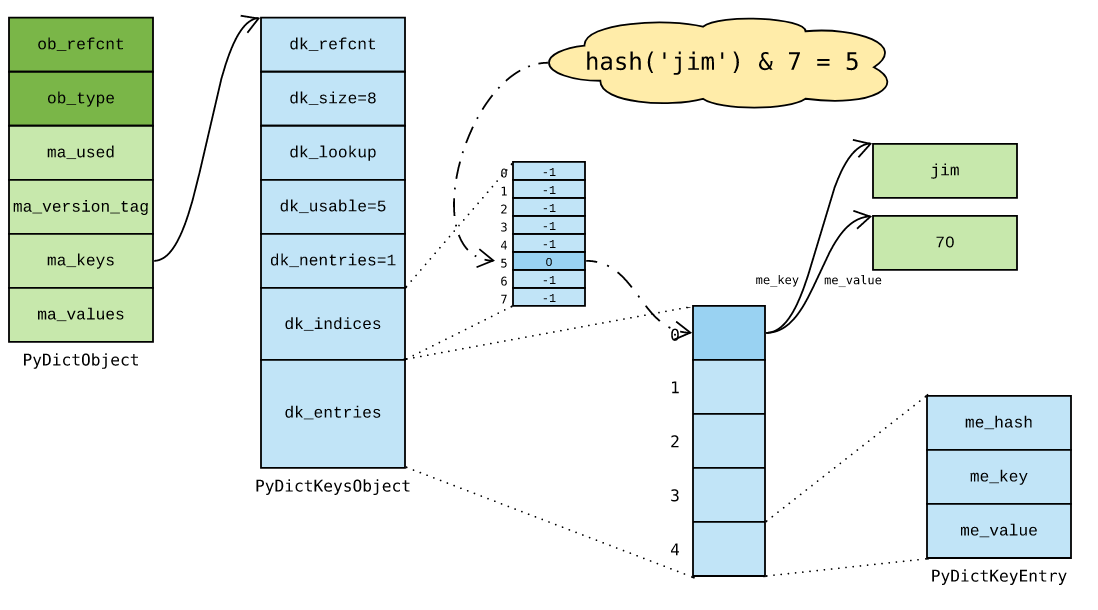 ob_refcnt
ob_type
ma_used
ma_version_tag
ma_keys
ma_values
PyDictObject
dk_refcnt
dk_size=8
dk_lookup
dk_usable=5
dk_nentries=1
dk_indices
dk_entries
PyDictKeysObject
hash('jim') & 7 = 5
0 -1
1 -1
2 -1
3 -1
4 -1
5 0
6 -1
7 -1
jim
70
me_key
me_value
0
1
2
3
4
me_hash
me_key
me_value
PyDictKeyEntry